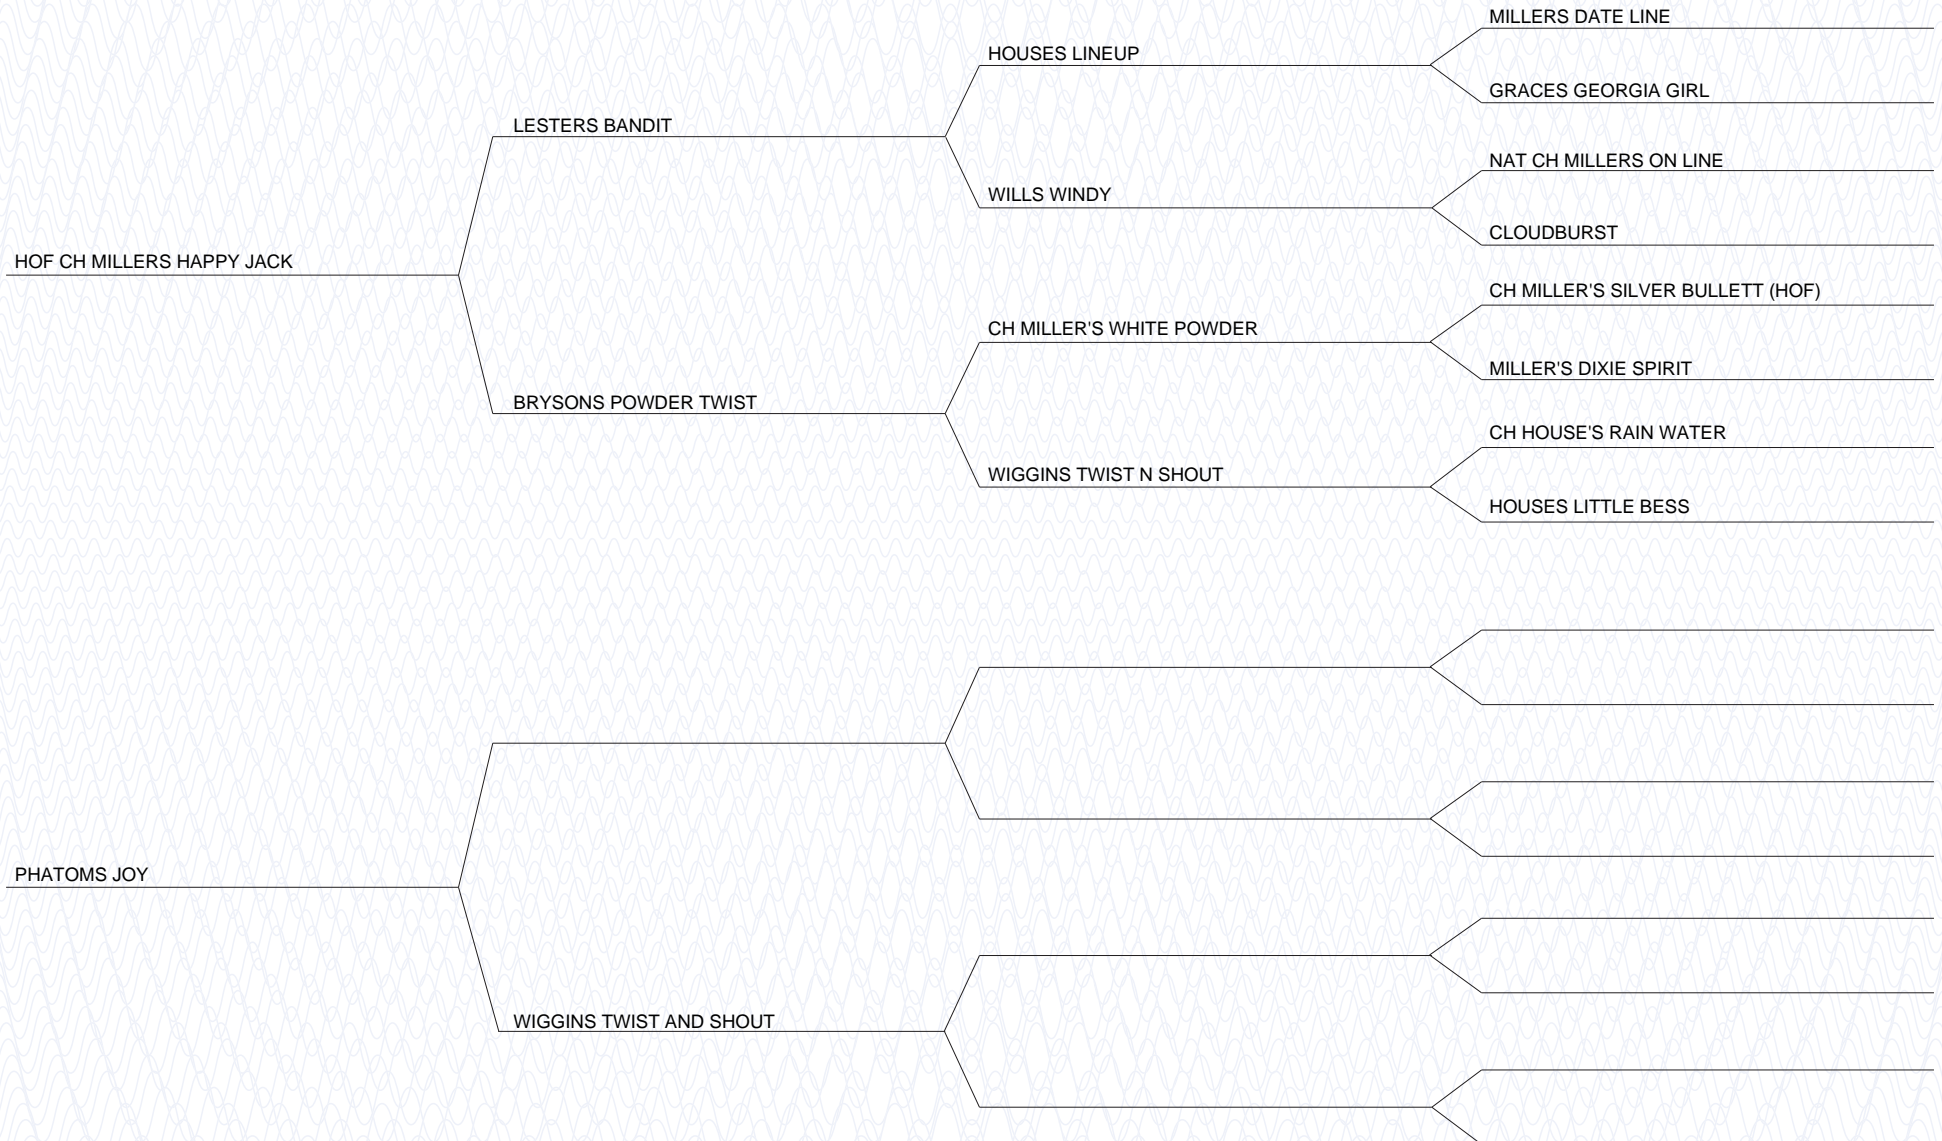 MILLERS DATE LINE
HOUSES LINEUP
GRACES GEORGIA GIRL
LESTERS BANDIT
NAT CH MILLERS ON LINE
WILLS WINDY
CLOUDBURST
HOF CH MILLERS HAPPY JACK
CH MILLER'S SILVER BULLETT (HOF)
CH MILLER'S WHITE POWDER
MILLER'S DIXIE SPIRIT
BRYSONS POWDER TWIST
CH HOUSE'S RAIN WATER
WIGGINS TWIST N SHOUT
HOUSES LITTLE BESS
PHATOMS JOY
WIGGINS TWIST AND SHOUT